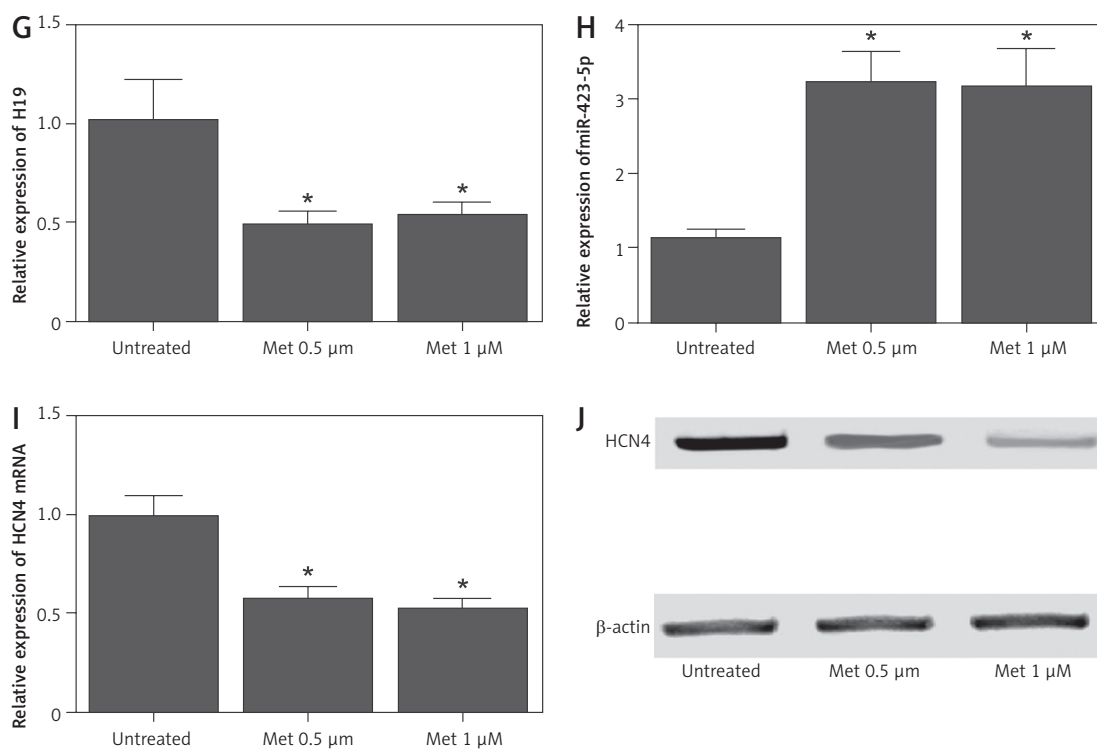 G
Relative expression of H19
1.5
1.0
0.5
0
*
*
Untreated
Met 0.5 µm
Met 1 µM
H
Relative expression ofmiR-423-5p
4
3
2
1
0
*
*
Untreated
Met 0.5 µm
Met 1 µM
I
Relative expression of HCN4 mRNA
1.5
1.0
0.5
0.0
*
*
Untreated
Met 0.5 µm
Met 1 µM
J
HCN4
β-actin
Untreated
Met 0.5 µm
Met 1 µM